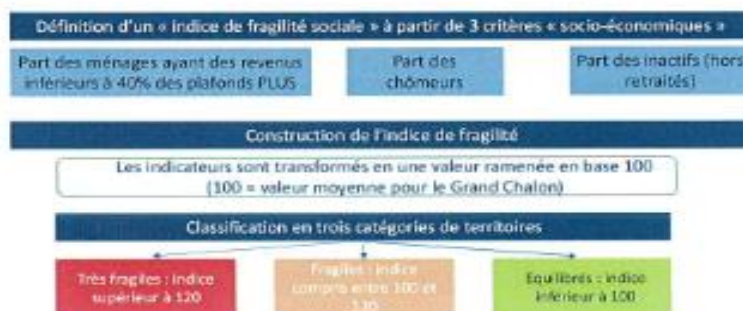 Définition d'un « indice de fragilité sociale » à partir de 3 critères « socio-économiques »
Part des ménages ayant des revenus
inférieurs à 40% des plafonds PLUS
Part des
chômeurs
Part des inactifs (hors
retraités)
Construction de l'indice de fragilité
Les indicateurs sont transformés en une valeur ramenée en base 100
(100 = valeur moyenne pour le Grand Chalon)
Classification en trois catégories de territoires
Très fragiles : indice
supérieur à 120
Fragiles : indice
compris entre 100 et
120
Equilibrés : indice
inférieur à 100